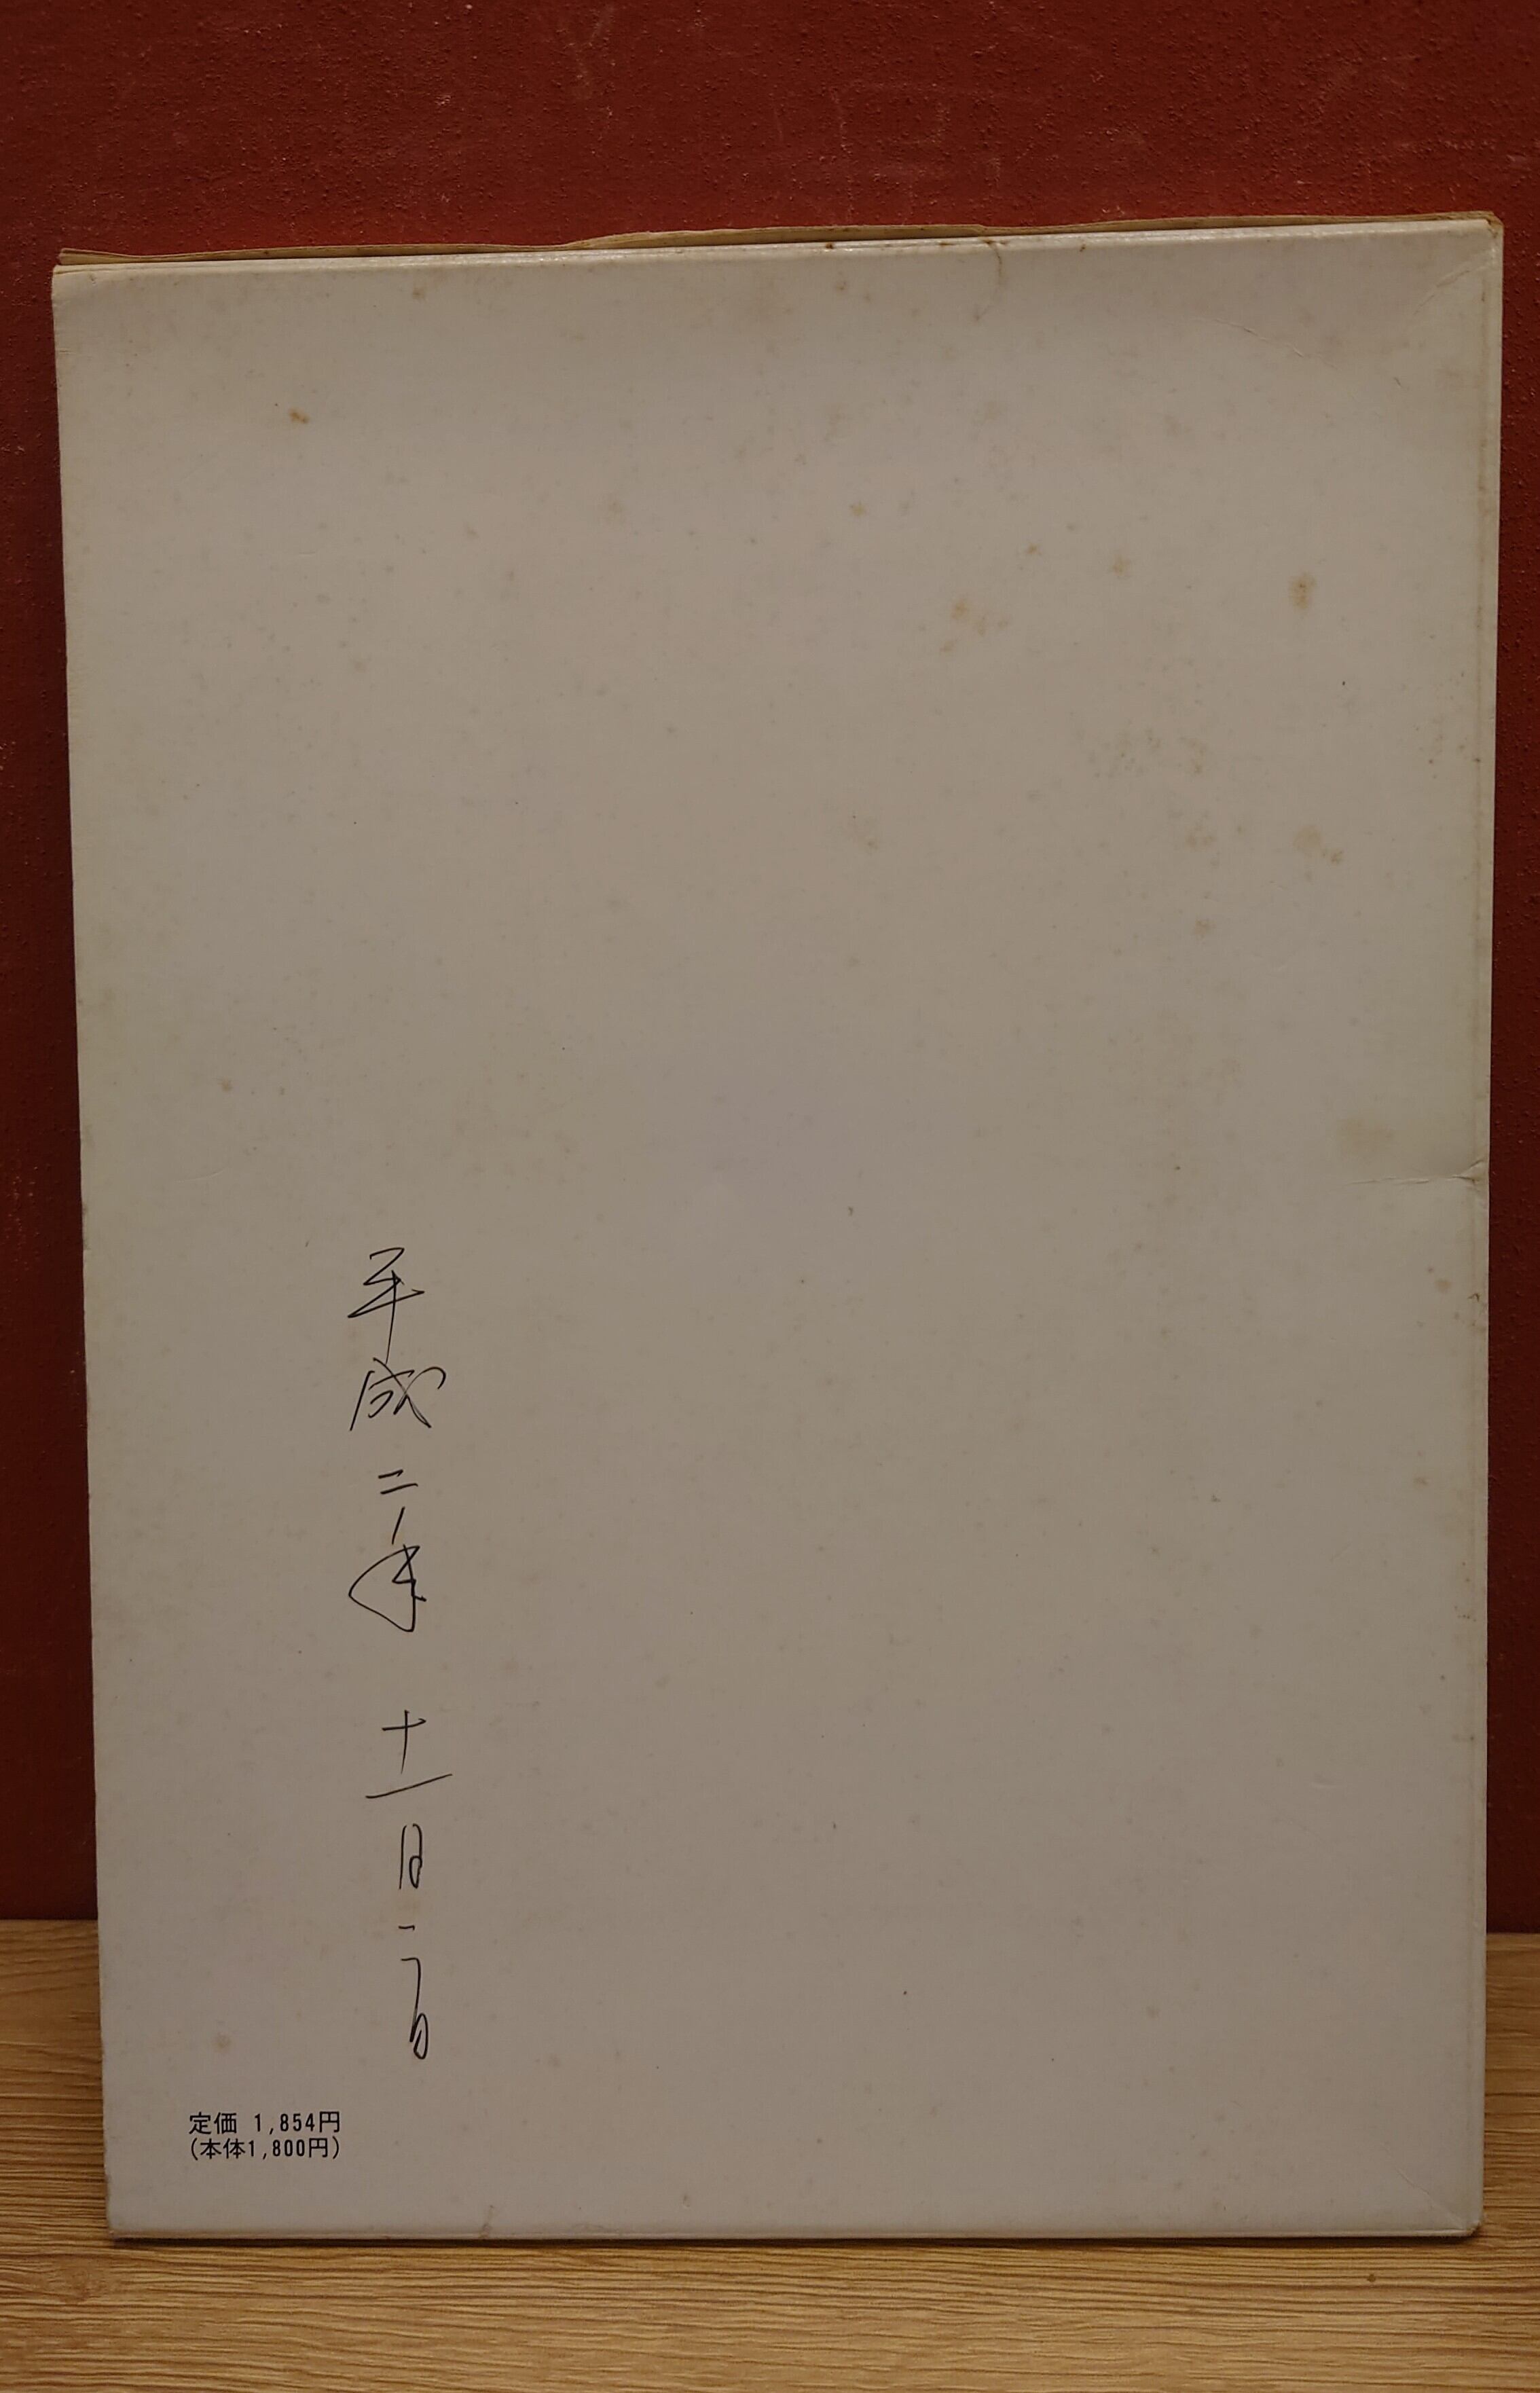 平成二年 十一月二日
定価 1,854円
(本体1,800円)